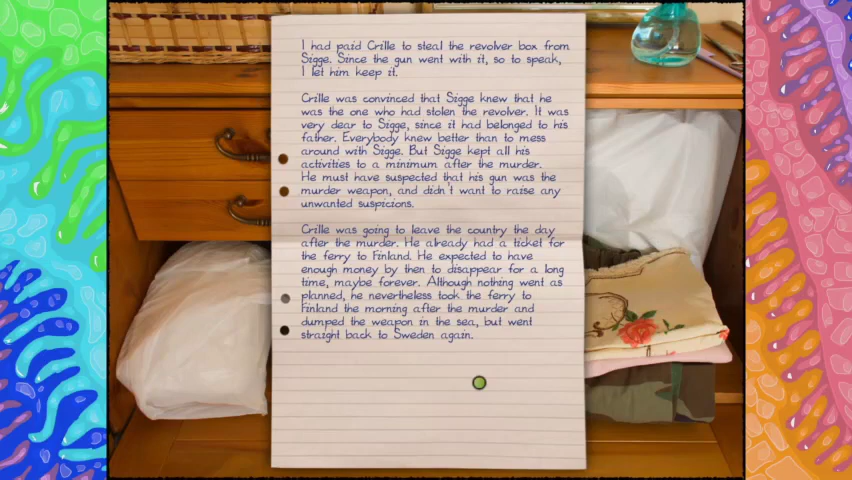 I had paid Crille to steal the revolver box from
Sigge. Since the gun went with it, so to speak,
I let him keep it.
Crille was convinced that Sigge knew that he
was the one who had stolen the revolver. It was
very dear to Sigge, since it had belonged to his
father. Everybody knew better than to mess
around with Sigge. But Sigge kept all his
activities to a minimum after the murder.
He must have suspected that his gun was the
murder weapon, and didn't want to raise any
unwanted suspicions.
Crille was going to leave the country the day
after the murder. He already had a ticket for
the ferry to Finland. He expected to have
enough money by then to disappear for a long
time, maybe forever. Although nothing went as
planned, he nevertheless took the ferry to
Finland the morning after the murder and
dumped the weapon in the sea, but went
straight back to Sweden again.